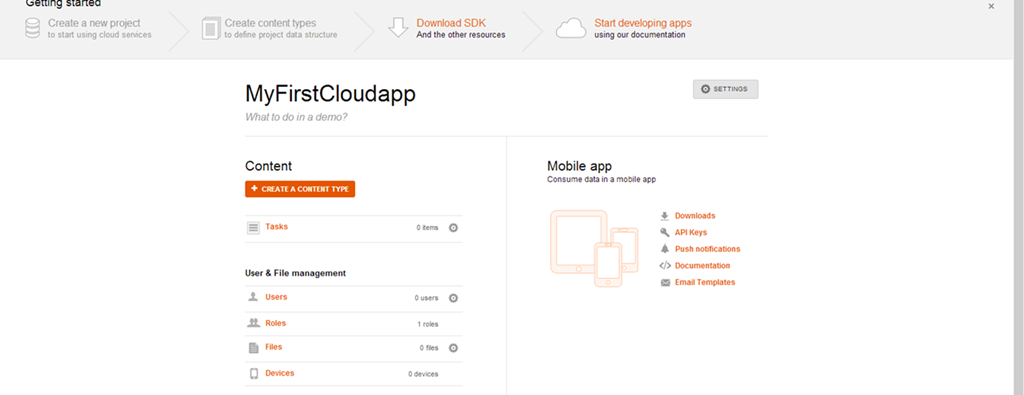 Getting started
Create a new project
to start using cloud services
Create content types
to define project data structure
Download SDK
And the other resources
Start developing apps
using our documentation
MyFirstCloudapp
What to do in a demo?
SETTINGS
Content
CREATE A CONTENT TYPE
Tasks 0 items
User & File management
Users 0 users
Roles 1 roles
Files 0 files
Devices 0 devices
Mobile app
Consume data in a mobile app
Downloads
API Keys
Push notifications
Documentation
Email Templates